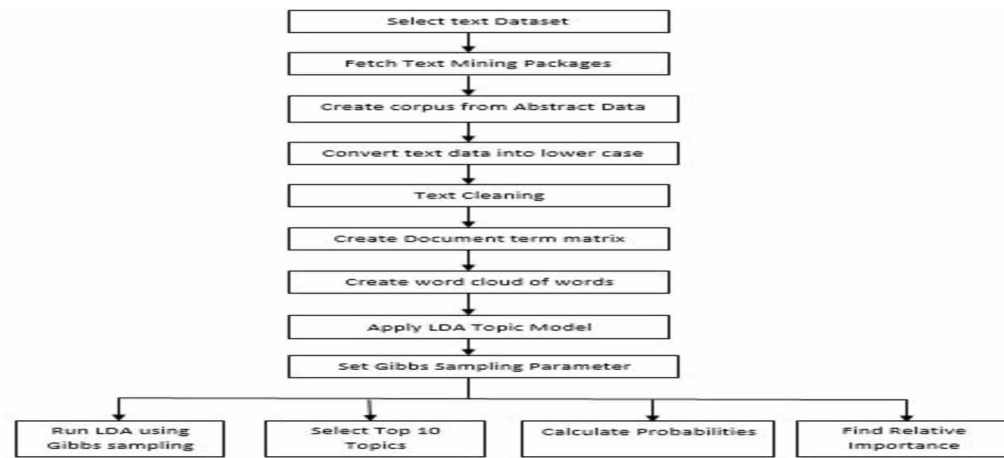 Select text Dataset
Fetch Text Mining Packages
Create corpus from Abstract Data
Convert text data into lower case
Text Cleaning
Create Document term matrix
Create word cloud of words
Apply LDA Topic Model
Set Gibbs Sampling Parameter
Run LDA using
Gibbs sampling
Select Top 10
Topics
Calculate Probabilities
Find Relative
Importance